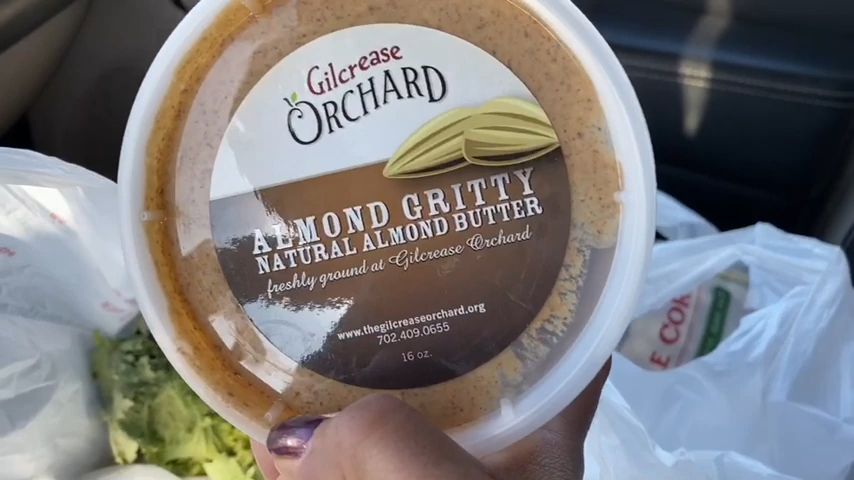 Gilcrease
ORCHARD
ALMOND GRITTY
NATURAL ALMOND BUTTER
freshly ground at Gilcrease Orchard
www.thegilcreaseorchard.org
702.409.0655
16 oz.